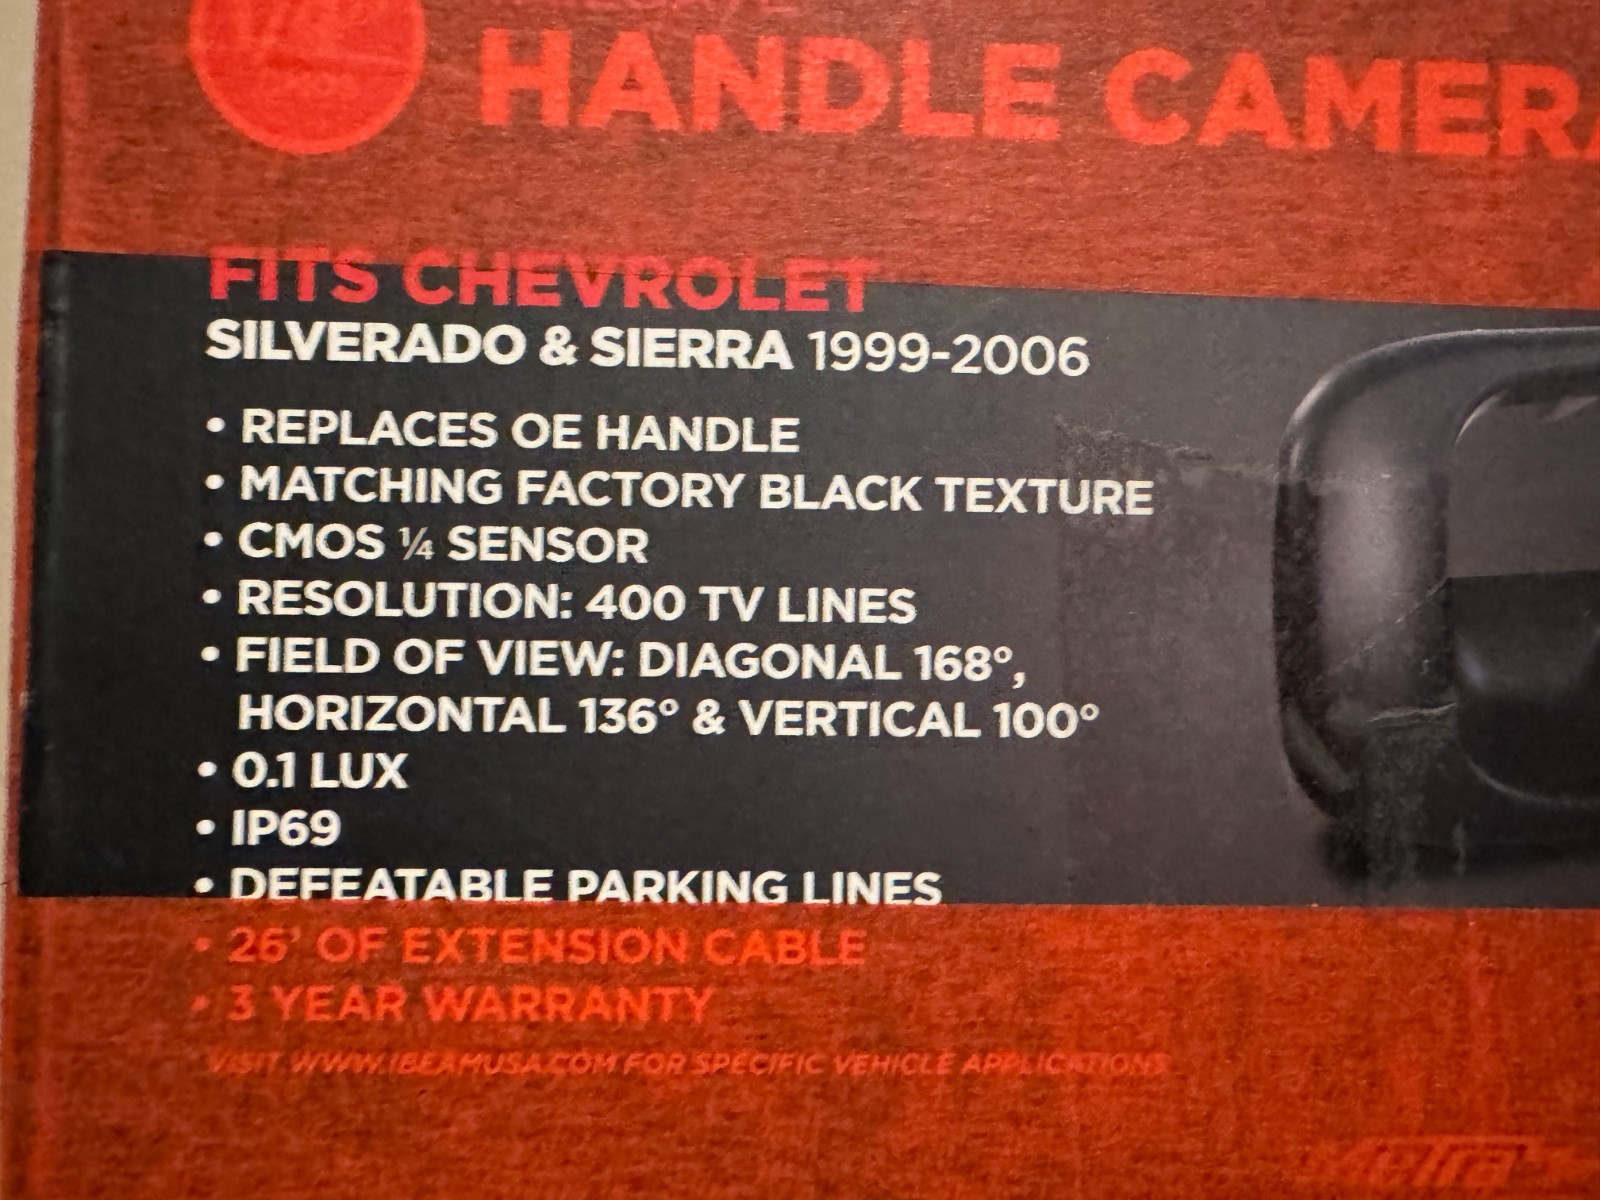 HANDLE CAMERA
FITS CHEVROLET
SILVERADO & SIERRA 1999-2006
• REPLACES OE HANDLE
• MATCHING FACTORY BLACK TEXTURE
• CMOS ¼ SENSOR
• RESOLUTION: 400 TV LINES
• FIELD OF VIEW: DIAGONAL 168°,
HORIZONTAL 136° & VERTICAL 100°
• 0.1 LUX
• IP69
• DEFEATABLE PARKING LINES
• 26' OF EXTENSION CABLE
• 3 YEAR WARRANTY
VISIT WWW.IBEAMUSA.COM FOR SPECIFIC VEHICLE APPLICATIONS